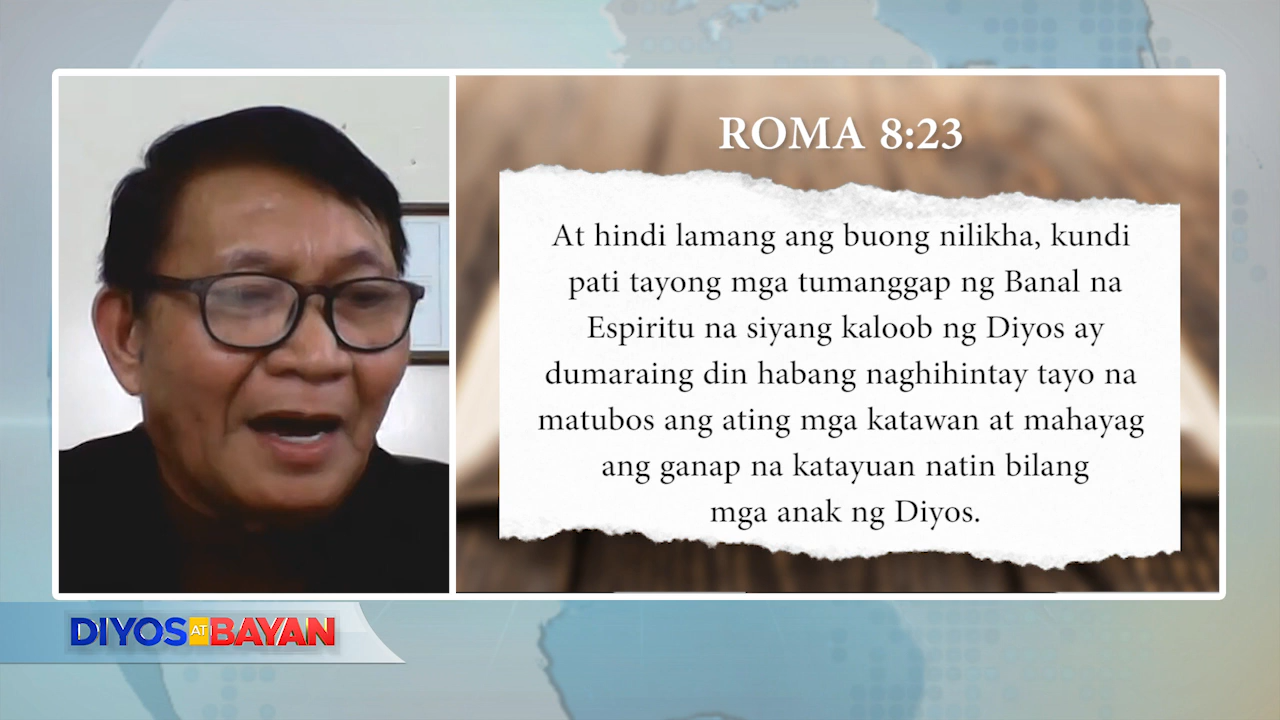 ROMA 8:23
At hindi lamang ang buong nilikha, kundi
pati tayong mga tumanggap ng Banal na
Espiritu na siyang kaloob ng Diyos ay
dumaraing din habang naghihintay tayo na
matubos ang ating mga katawan at mahayag
ang ganap na katayuan natin bilang
mga anak ng Diyos.
DIYOS AT BAYAN